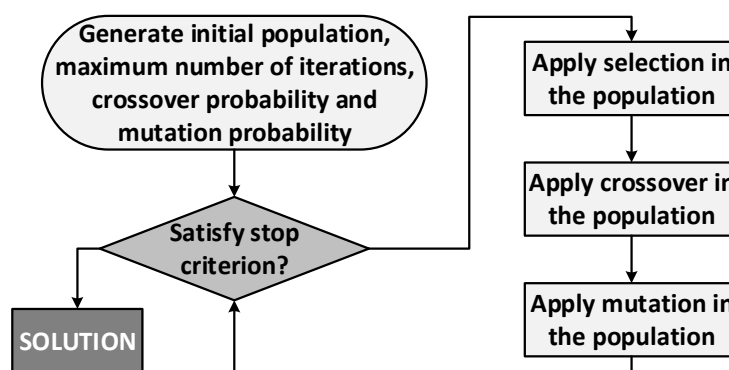 Generate initial population,
maximum number of iterations,
crossover probability and
mutation probability
Satisfy stop
criterion?
SOLUTION
Apply selection in
the population
Apply crossover in
the population
Apply mutation in
the population